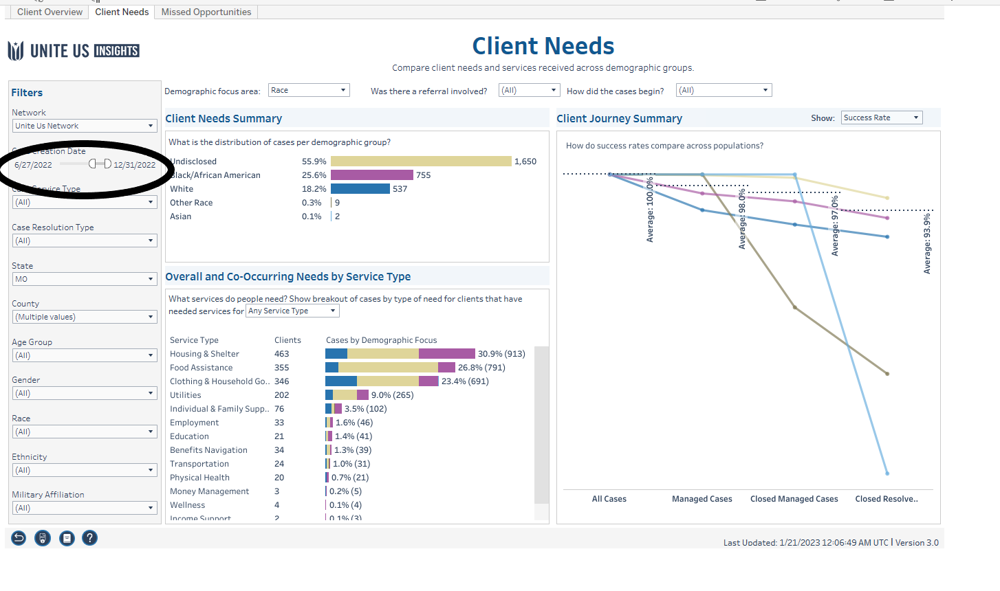 Client Overview
Client Needs
Missed Opportunities
UNITE US INSIGHTS
Client Needs
Compare client needs and services received across demographic groups.
Filters
Demographic focus area:
Race
Was there a referral involved?
(All)
How did the cases begin?
(All)
Network
Unite Us Network
Creation Date
6/27/2022
12/31/2022
Service Type
(All)
Case Resolution Type
(All)
State
MO
County
(Multiple values)
Age Group
(All)
Gender
(All)
Race
(All)
Ethnicity
(All)
Military Affiliation
(All)
Client Needs Summary
What is the distribution of cases per demographic group?
Undisclosed 55.9% 1,650
Black/African American 25.6% 755
White 18.2% 537
Other Race 0.3% 9
Asian 0.1% 2
Overall and Co-Occurring Needs by Service Type
What services do people need? Show breakout of cases by type of need for clients that have
needed services for Any Service Type
Service Type Clients Cases by Demographic Focus
Housing & Shelter 463 30.9% (913)
Food Assistance 355 26.8% (791)
Clothing & Household Go.. 346 23.4% (691)
Utilities 202 9.0% (265)
Individual & Family Supp.. 76 3.5% (102)
Employment 33 1.6% (46)
Education 21 1.4% (41)
Benefits Navigation 34 1.3% (39)
Transportation 24 1.0% (31)
Physical Health 20 0.7% (21)
Money Management 3 0.2% (5)
Wellness 4 0.1% (4)
Income Support 2 0.1% (3)
Client Journey Summary
Show:
Success Rate
How do success rates compare across populations?
Average: 100.0%
Average: 98.0%
Average: 97.0%
Average: 93.9%
All Cases
Managed Cases
Closed Managed Cases
Closed Resolve..
Last Updated: 1/21/2023 12:06:49 AM UTC | Version 3.0